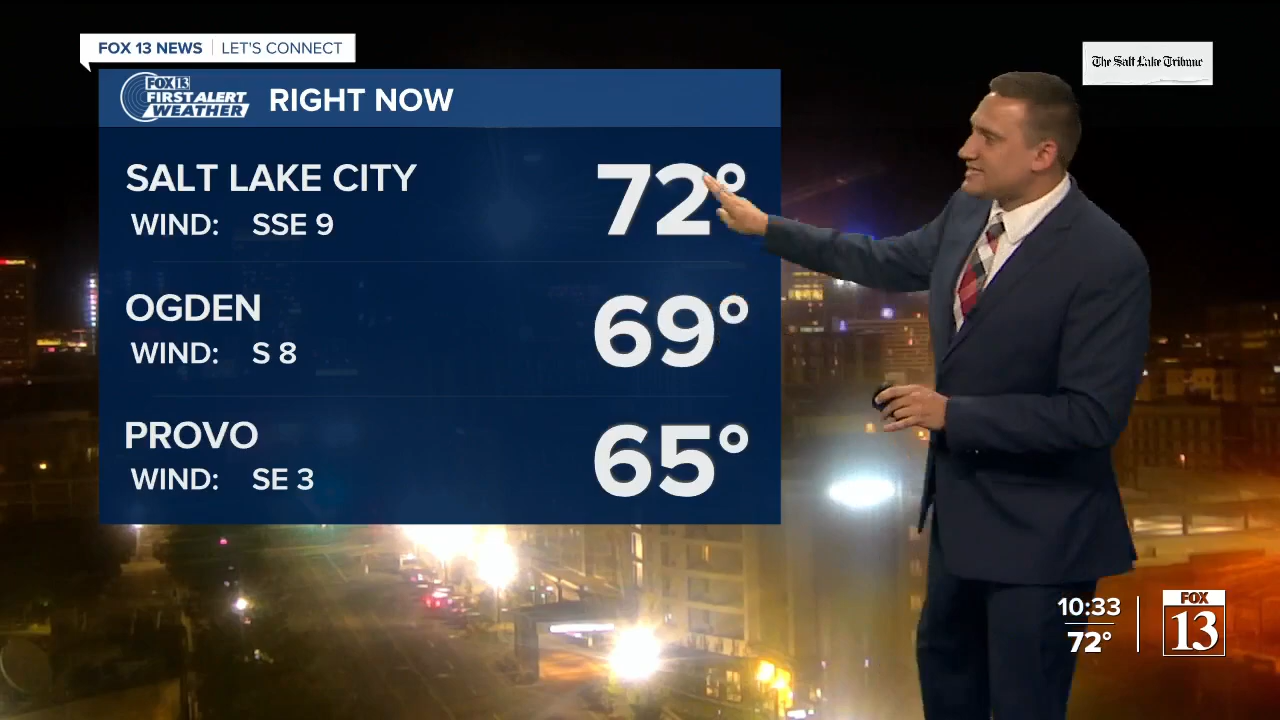 FOX 13 NEWS | LET'S CONNECT
The Salt Lake Tribune
FOX 13
FIRST ALERT
WEATHER
RIGHT NOW
SALT LAKE CITY 72°
WIND: SSE 9
OGDEN 69°
WIND: S 8
PROVO 65°
WIND: SE 3
10:33
72°
FOX
13